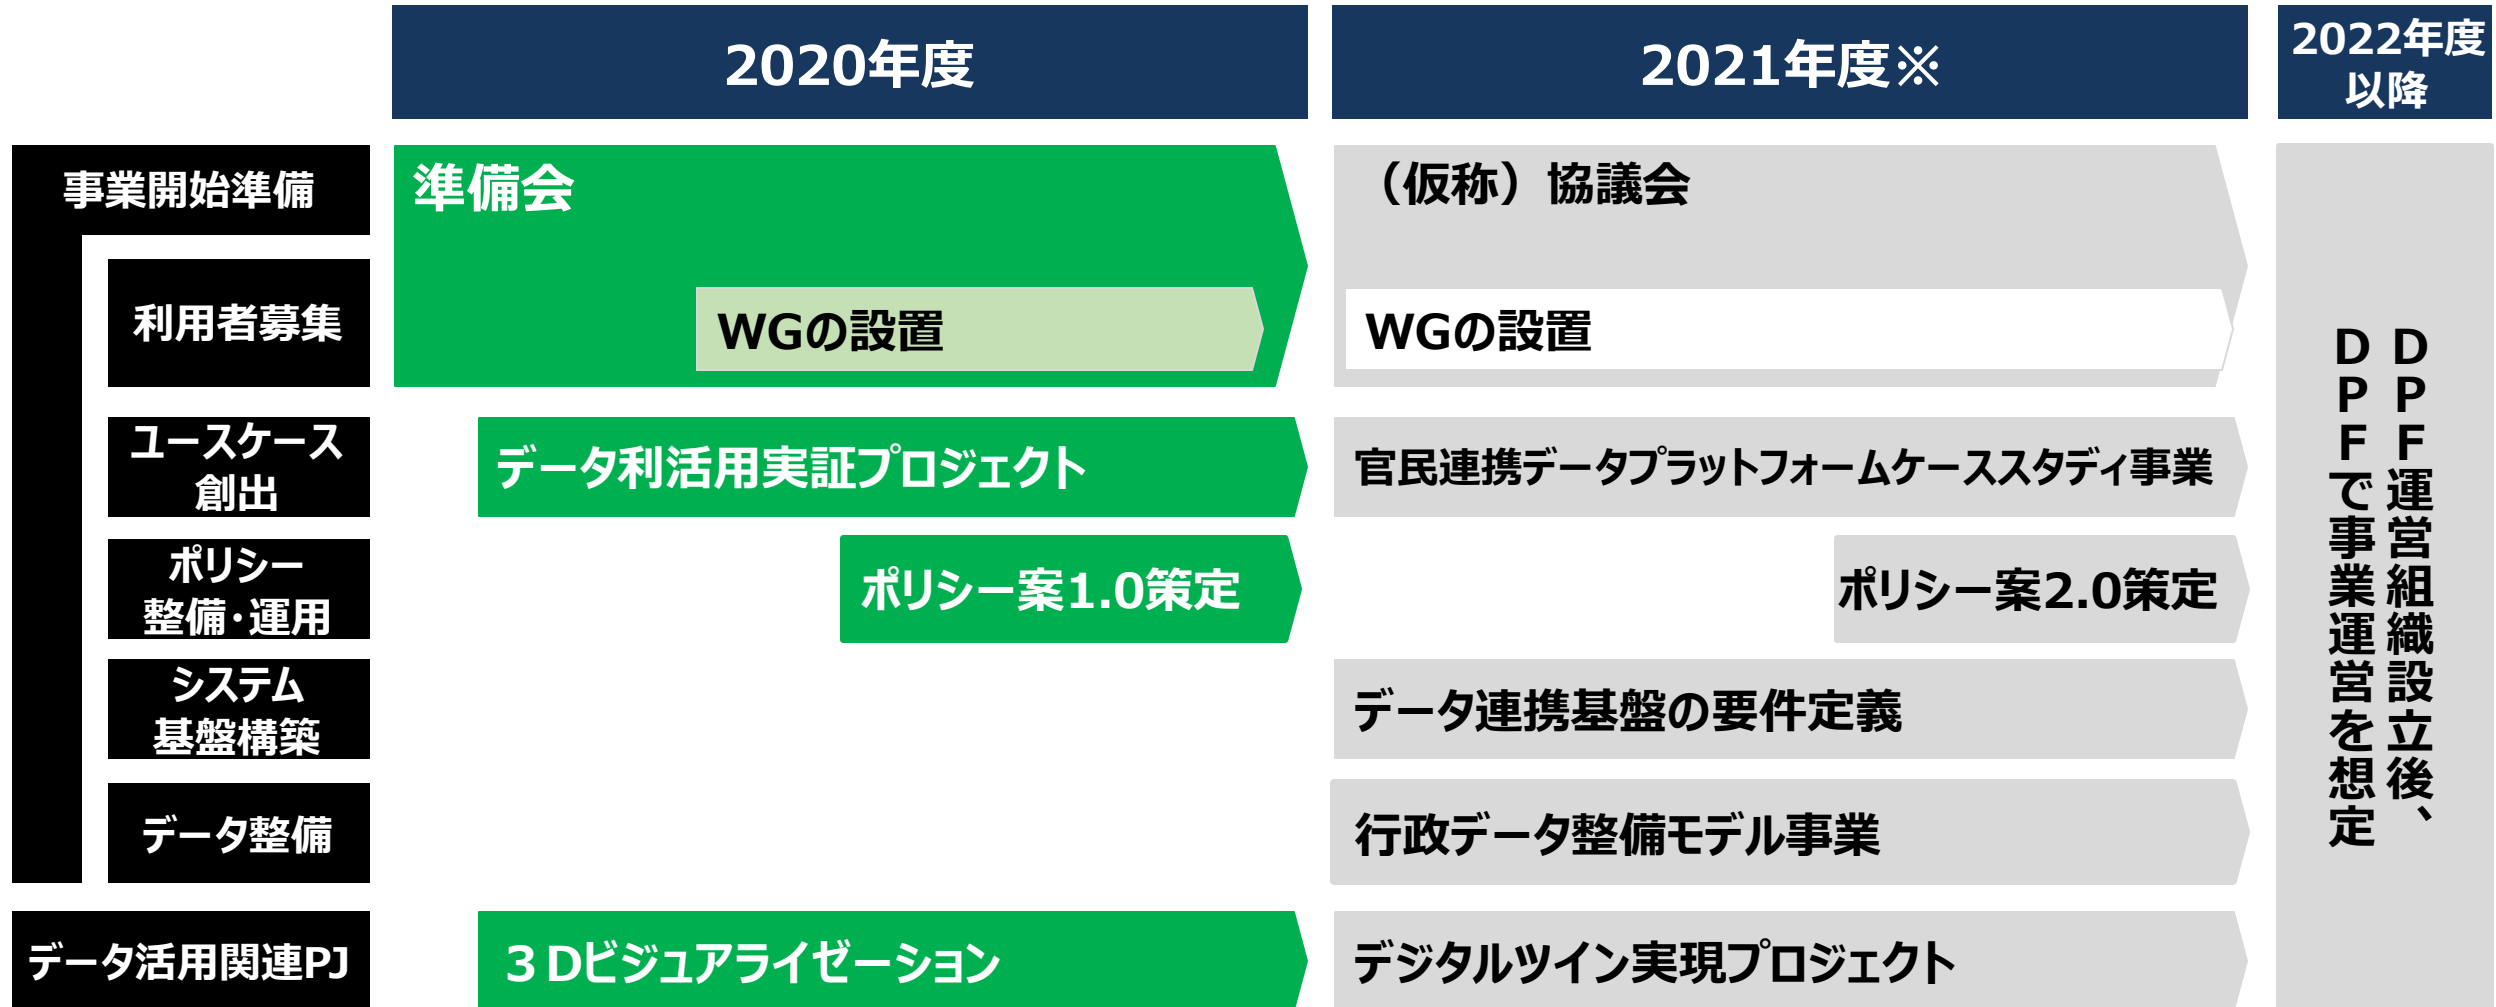 2020年度
2021年度※
2022年度
以降
事業開始準備
準備会
（仮称）協議会
利用者募集
WGの設置
WGの設置
ユースケース
創出
データ利活用実証プロジェクト
官民連携データプラットフォームケーススタディ事業
ポリシー
整備・運用
ポリシー案1.0策定
ポリシー案2.0策定
システム
基盤構築
データ連携基盤の要件定義
データ整備
行政データ整備モデル事業
データ活用関連PJ
３Dビジュアライゼーション
デジタルツイン実現プロジェクト
DPF運営組織設立後、
DPFで事業運営を想定